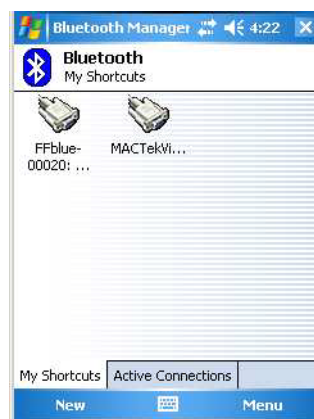 Bluetooth Manager 4:22
Bluetooth
My Shortcuts
FFblue-
00020: ...
MACTekVi...
My Shortcuts Active Connections
New Menu